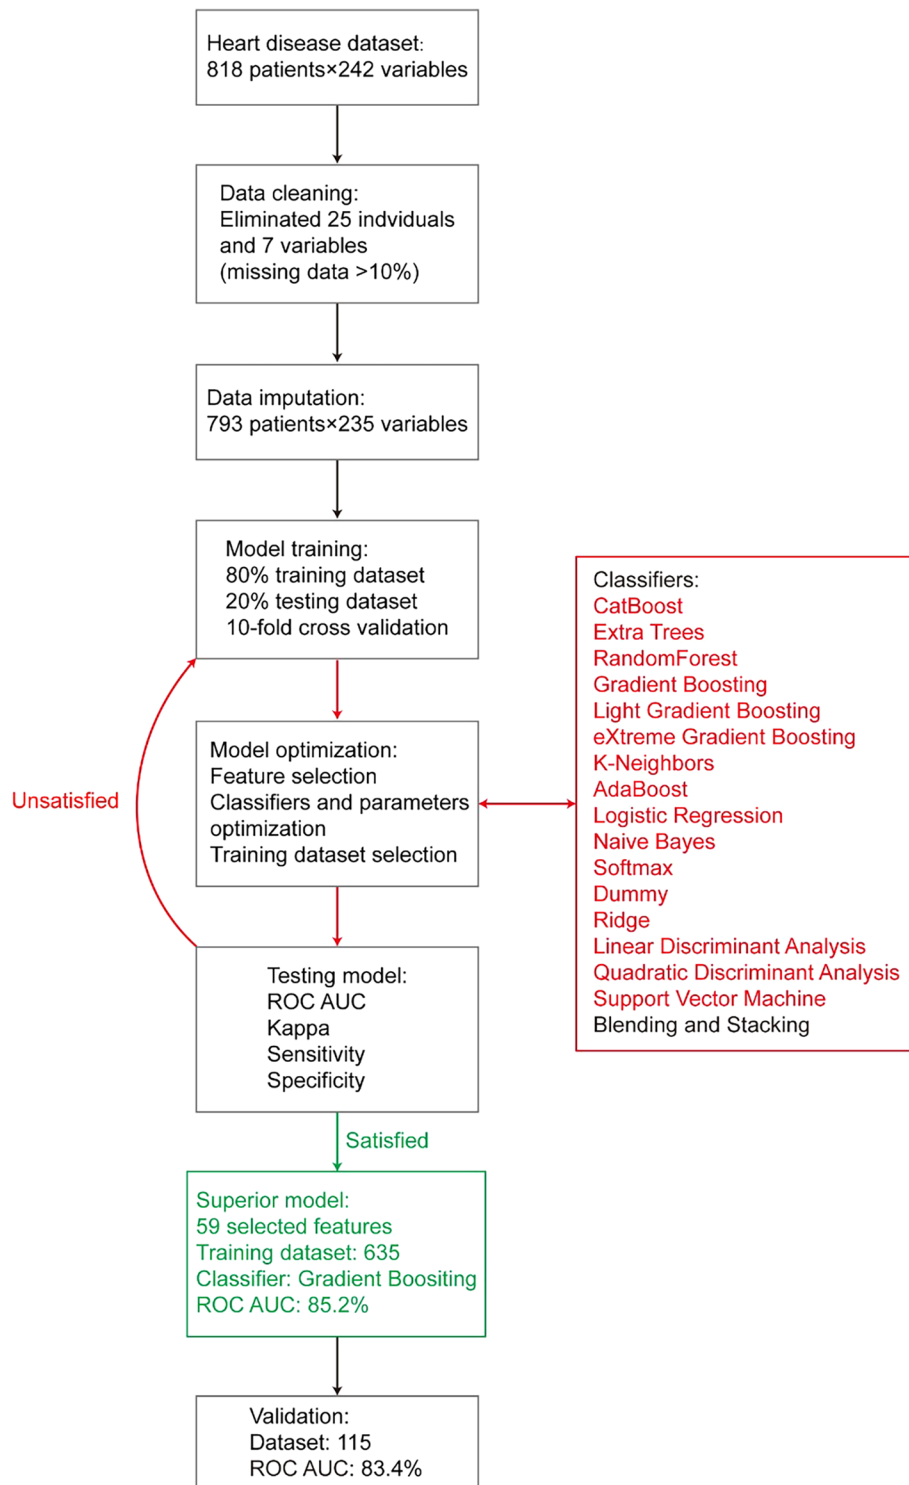 Heart disease dataset:
818 patients×242 variables
Data cleaning:
Eliminated 25 indviduals
and 7 variables
(missing data >10%)
Data imputation:
793 patients×235 variables
Model training:
80% training dataset
20% testing dataset
10-fold cross validation
Unsatisfied
Model optimization:
Feature selection
Classifiers and parameters
optimization
Training dataset selection
Classifiers:
CatBoost
Extra Trees
RandomForest
Gradient Boosting
Light Gradient Boosting
eXtreme Gradient Boosting
K-Neighbors
AdaBoost
Logistic Regression
Naive Bayes
Softmax
Dummy
Ridge
Linear Discriminant Analysis
Quadratic Discriminant Analysis
Support Vector Machine
Blending and Stacking
Testing model:
ROC AUC
Kappa
Sensitivity
Specificity
Satisfied
Superior model:
59 selected features
Training dataset: 635
Classifier: GradientBoositing
ROC AUC: 85.2%
Validation:
Dataset: 115
ROC AUC: 83.4%